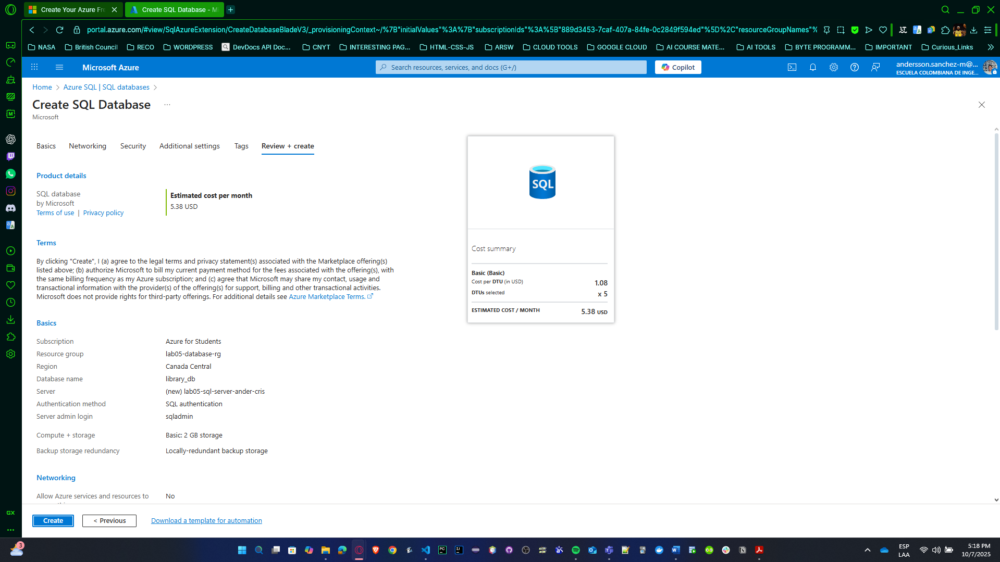 Create Your Azure Fre
Create SQL Database - Mi
portal.azure.com/#view/SqlAzureExtension/CreateDatabaseBladeV3/_provisioningContext~/%7B"initialValues"%3A%7B"subscriptionIds"%3A%5B"889d3453-7caf-407a-84fe-0c2849f594ed"%5D%2C"resourceGroupNames"%
NASA British Council RECO WORDPRESS DevDocs API Doc... CNYT INTERESTING PAG... HTML-CSS-JS ARSW CLOUD TOOLS GOOGLE CLOUD AI COURSE MATE... AI TOOLS BYTE PROGRAMM... IMPORTANT Curious_Links
Microsoft Azure
Search resources, services, and docs (G+/)
Copilot
andersson.sanchez-m@...
ESCUELA COLOMBIANA DE INGE...
Home > Azure SQL | SQL databases >
Create SQL Database ...
Microsoft
Basics Networking Security Additional settings Tags Review + create
Product details
SQL database
by Microsoft
Terms of use | Privacy policy
Estimated cost per month
5.38 USD
Terms
By clicking "Create", I (a) agree to the legal terms and privacy statement(s) associated with the Marketplace offering(s)
listed above; (b) authorize Microsoft to bill my current payment method for the fees associated with the offering(s), with
the same billing frequency as my Azure subscription; and (c) agree that Microsoft may share my contact, usage and
transactional information with the provider(s) of the offering(s) for support, billing and other transactional activities.
Microsoft does not provide rights for third-party offerings. For additional details see Azure Marketplace Terms.
Basics
Subscription Azure for Students
Resource group lab05-database-rg
Region Canada Central
Database name library_db
Server (new) lab05-sql-server-ander-cris
Authentication method SQL authentication
Server admin login sqladmin
Compute + storage Basic: 2 GB storage
Backup storage redundancy Locally-redundant backup storage
Networking
Allow Azure services and resources to No
SQL
Cost summary
Basic (Basic)
Cost per DTU (in USD) 1.08
DTUs selected x 5
ESTIMATED COST / MONTH 5.38 USD
Create
< Previous
Download a template for automation
GX
3
ESP
LAA
5:18 PM
10/7/2025